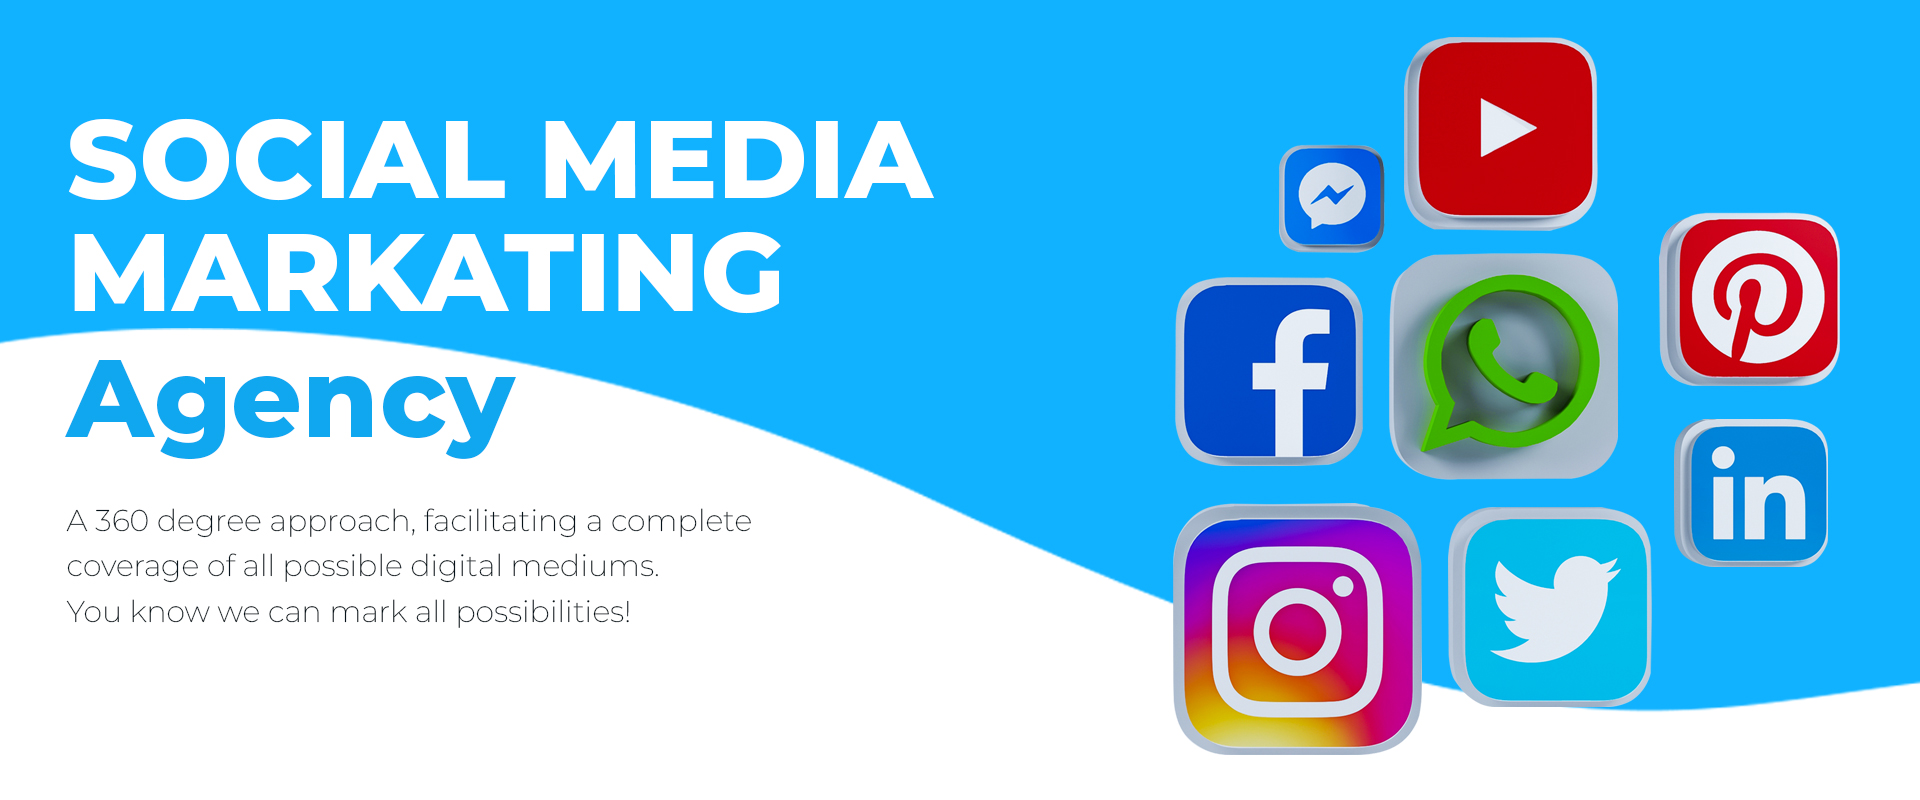 SOCIAL MEDIA
MARKATING
Agency
A 360 degree approach, facilitating a complete
coverage of all possible digital mediums.
You know we can mark all possibilities!
in